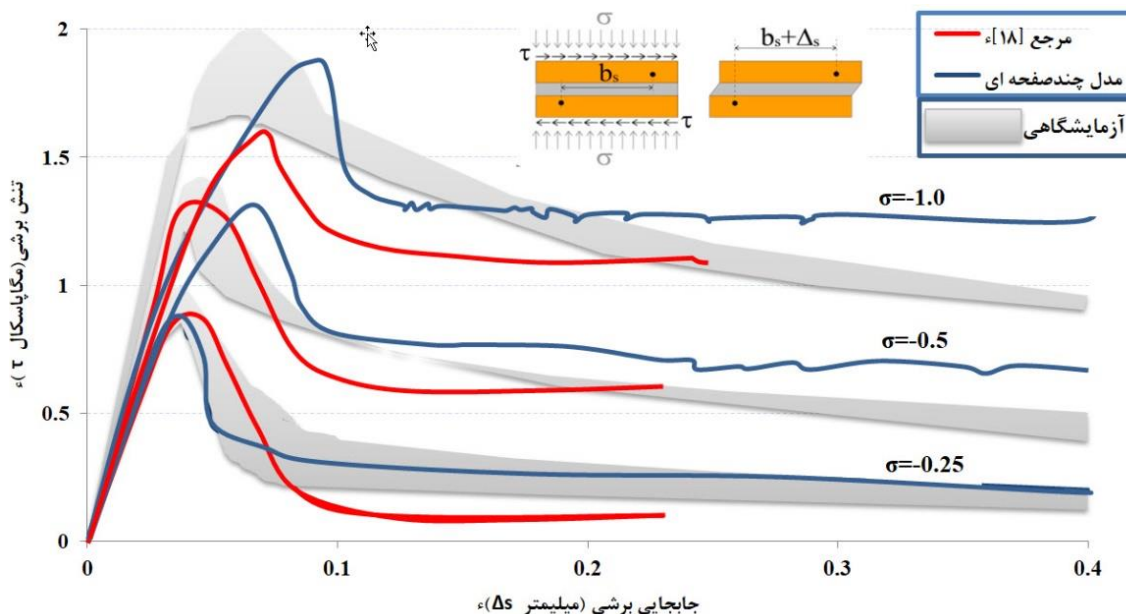 2
1.5
1
0.5
0
0
0.1
0.2
0.3
0.4
تنش برشی(مگاپاسکال τ )ء
جابجایی برشی (میلیمتر Δs)ء
σ
τ
bₛ
τ
σ
bₛ+Δₛ
مرجع [۱۸]ء
مدل چندصفحه ای
آزمایشگاهی
σ=-1.0
σ=-0.5
σ=-0.25